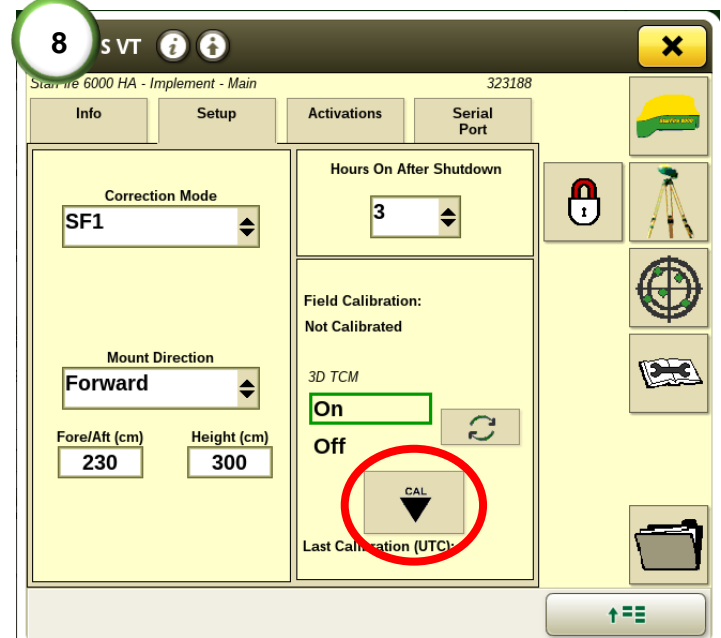 8
S VT
StarFire 6000 HA - Implement - Main
323188
Info
Setup
Activations
Serial
Port
Correction Mode
SF1
Mount Direction
Forward
Fore/Aft (cm)
Height (cm)
230
300
Hours On After Shutdown
3
Field Calibration:
Not Calibrated
3D TCM
On
Off
CAL
Last Calibration (UTC):
1